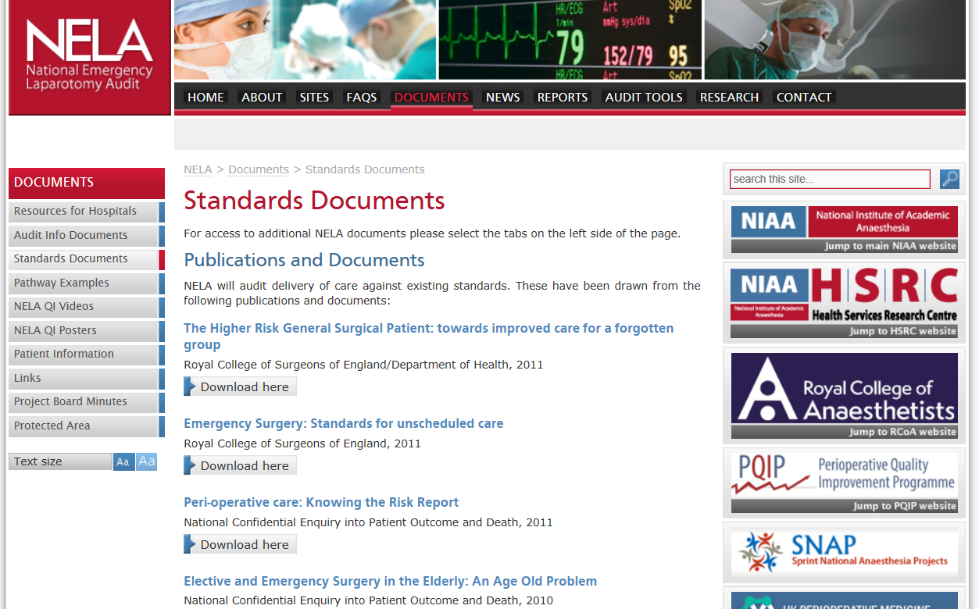 NELA
National Emergency
Laparotomy Audit
HR/ECG
1/min
79
HR/ECG
Art
mmHg sys/dia
152/79
Art
SpO2
%
95
SpO2
HOME ABOUT SITES FAQS DOCUMENTS NEWS REPORTS AUDIT TOOLS RESEARCH CONTACT
DOCUMENTS
Resources for Hospitals
Audit Info Documents
Standards Documents
Pathway Examples
NELA QI Videos
NELA QI Posters
Patient Information
Links
Project Board Minutes
Protected Area
Text size Aa Aa
NELA > Documents > Standards Documents
Standards Documents
For access to additional NELA documents please select the tabs on the left side of the page.
Publications and Documents
NELA will audit delivery of care against existing standards. These have been drawn from the
following publications and documents:
The Higher Risk General Surgical Patient: towards improved care for a forgotten
group
Royal College of Surgeons of England/Department of Health, 2011
Download here
Emergency Surgery: Standards for unscheduled care
Royal College of Surgeons of England, 2011
Download here
Peri-operative care: Knowing the Risk Report
National Confidential Enquiry into Patient Outcome and Death, 2011
Download here
Elective and Emergency Surgery in the Elderly: An Age Old Problem
National Confidential Enquiry into Patient Outcome and Death, 2010
search this site...
NIAA
National Institute of Academic
Anaesthesia
Jump to main NIAA website
NIAA
National Institute of Academic
Anaesthesia
HSRC
Health Services Research Centre
Jump to HSRC website
Royal College of
Anaesthetists
Jump to RCoA website
PQIP
Perioperative Quality
Improvement Programme
Jump to PQIP website
SNAP
Sprint National Anaesthesia Projects
UK PERIOPERATIVE MEDICINE